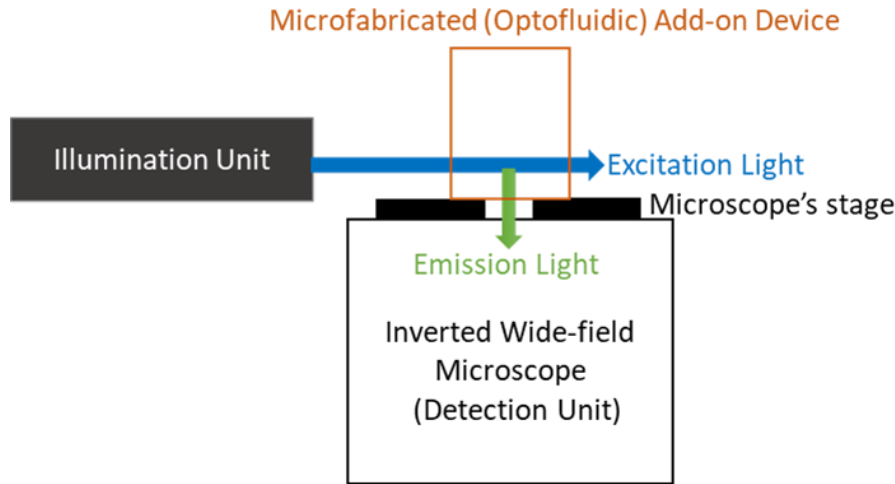 Microfabricated (Optofluidic) Add-on Device
Illumination Unit
Excitation Light
Microscope's stage
Emission Light
Inverted Wide-field
Microscope
(Detection Unit)